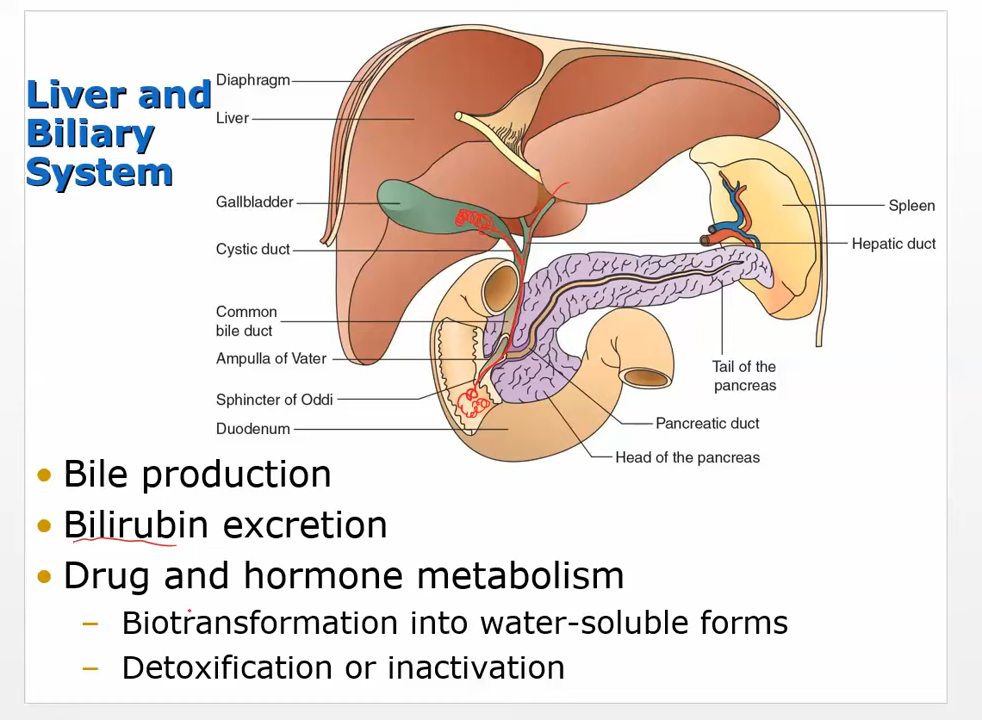 Liver and
Biliary
System
Diaphragm
Liver
Gallbladder
Cystic duct
Common
bile duct
Ampulla of Vater
Sphincter of Oddi
Duodenum
Spleen
Hepatic duct
Tail of the
pancreas
Pancreatic duct
Head of the pancreas
• Bile production
• Bilirubin excretion
• Drug and hormone metabolism
– Biotransformation into water-soluble forms
– Detoxification or inactivation